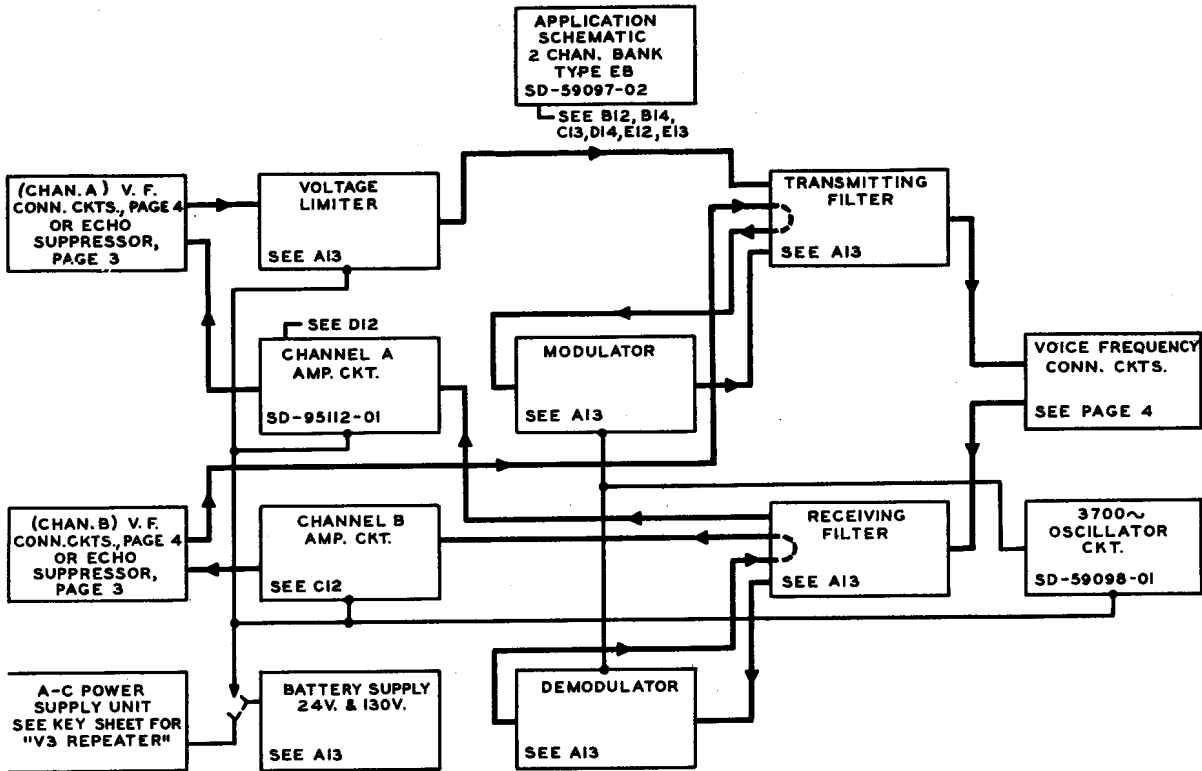 APPLICATION
SCHEMATIC
2 CHAN. BANK
TYPE EB
SD-59097-02
SEE B12, B14,
C13, D14, E12, E13
(CHAN. A) V. F.
CONN. CKTS., PAGE 4
OR ECHO
SUPPRESSOR,
PAGE 3
VOLTAGE
LIMITER
SEE A13
TRANSMITTING
FILTER
SEE A13
SEE D12
CHANNEL A
AMP. CKT.
SD-95112-01
MODULATOR
SEE A13
VOICE FREQUENCY
CONN. CKTS.
SEE PAGE 4
(CHAN. B) V. F.
CONN. CKTS., PAGE 4
OR ECHO
SUPPRESSOR,
PAGE 3
CHANNEL B
AMP. CKT.
SEE C12
RECEIVING
FILTER
SEE A13
3700~
OSCILLATOR
CKT.
SD-59098-01
A-C POWER
SUPPLY UNIT
SEE KEY SHEET FOR
"V3 REPEATER"
BATTERY SUPPLY
24V. & 130V.
SEE A13
DEMODULATOR
SEE A13